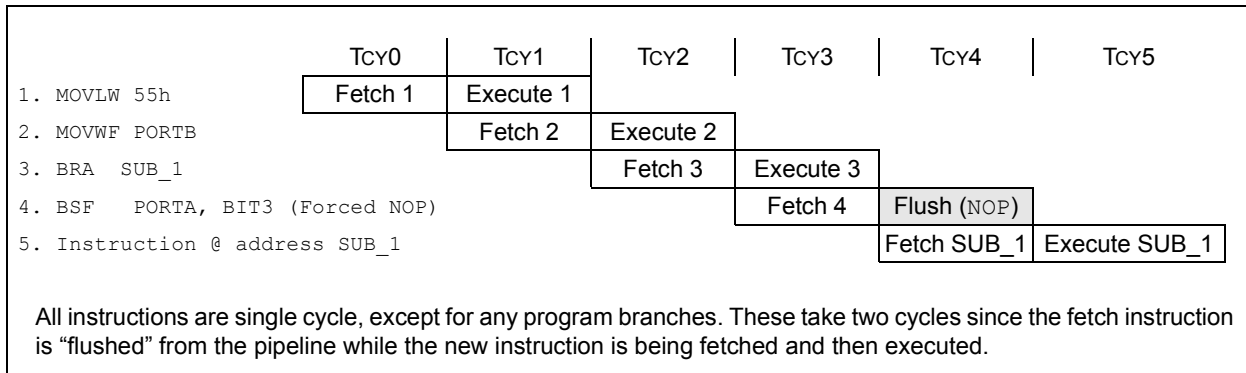 TCY0 TCY1 TCY2 TCY3 TCY4 TCY5
1. MOVLW 55h Fetch 1 Execute 1
2. MOVWF PORTB Fetch 2 Execute 2
3. BRA SUB_1 Fetch 3 Execute 3
4. BSF PORTA, BIT3 (Forced NOP) Fetch 4 Flush (NOP)
5. Instruction @ address SUB_1 Fetch SUB_1 Execute SUB_1
All instructions are single cycle, except for any program branches. These take two cycles since the fetch instruction
is “flushed” from the pipeline while the new instruction is being fetched and then executed.